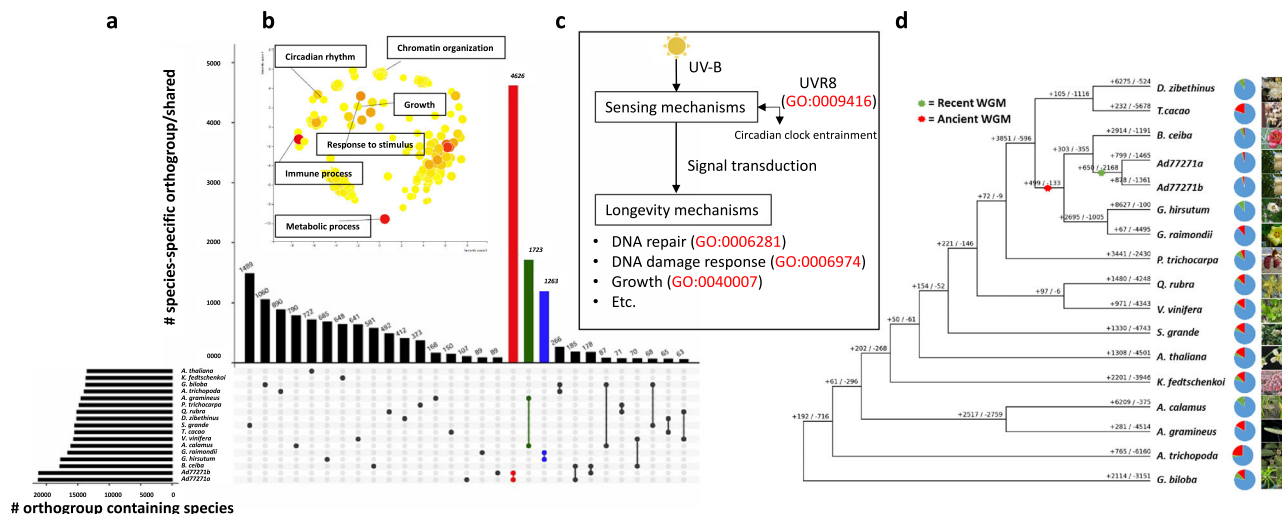 a
b
c
d
# species-specific orthogroup/shared
5000
4000
3000
2000
1000
0000
Circadian rhythm
Chromatin organization
Growth
Response to stimulus
Immune process
Metabolic process
4626
1723
1263
1489
1060
890
790
722
685
648
641
581
482
412
373
168
150
107
89
89
266
185
178
87
71
70
68
65
63
A. thaliana
K. fedtschenkoi
G. biloba
A. trichopoda
A. gramineus
P. trichocarpa
Q. rubra
D. zibethinus
S. grande
T. cacao
V. vinifera
A. calamus
G. raimondii
G. hirsutum
B. ceiba
Ad77271b
Ad77271a
20000 15000 10000 5000 0
# orthogroup containing species
UV-B
UVR8
(GO:0009416)
Sensing mechanisms
Circadian clock entrainment
Signal transduction
Longevity mechanisms
• DNA repair (GO:0006281)
• DNA damage response (GO:0006974)
• Growth (GO:0040007)
• Etc.
= Recent WGM
= Ancient WGM
+6275 / -524
D. zibethinus
+105 / -1116
+232 / -5678
T.cacao
+3851 / -596
+2914 / -1191
B. ceiba
+303 / -355
+799 / -1465
Ad77271a
+650 / -2168
+878 / -1361
Ad77271b
+499 / -133
+8627 / -100
G. hirsutum
+2695 / -1005
+67 / -4495
G. raimondii
+72 / -9
+3441 / -2430
P. trichocarpa
+221 / -146
+1480 / -4248
Q. rubra
+97 / -6
+971 / -4343
V. vinifera
+154 / -52
+1330 / -4743
S. grande
+50 / -61
+1308 / -4501
A. thaliana
+202 / -268
+2201 / -3946
K. fedtschenkoi
+61 / -296
+6209 / -375
A. calamus
+2517 / -2759
+281 / -4514
A. gramineus
+192 / -716
+765 / -6160
A. trichopoda
+2114 / -3151
G. biloba